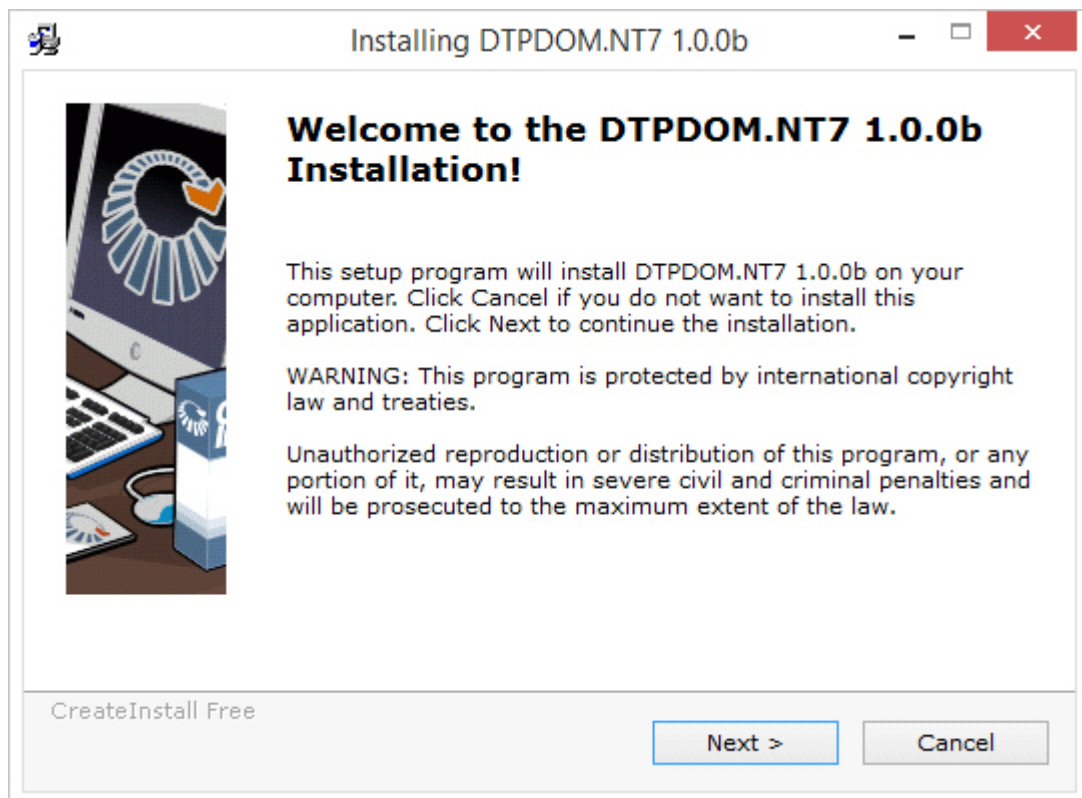 Installing DTPDOM.NT7 1.0.0b
Welcome to the DTPDOM.NT7 1.0.0b
Installation!
This setup program will install DTPDOM.NT7 1.0.0b on your
computer. Click Cancel if you do not want to install this
application. Click Next to continue the installation.
WARNING: This program is protected by international copyright
law and treaties.
Unauthorized reproduction or distribution of this program, or any
portion of it, may result in severe civil and criminal penalties and
will be prosecuted to the maximum extent of the law.
CreateInstall Free
Next >
Cancel